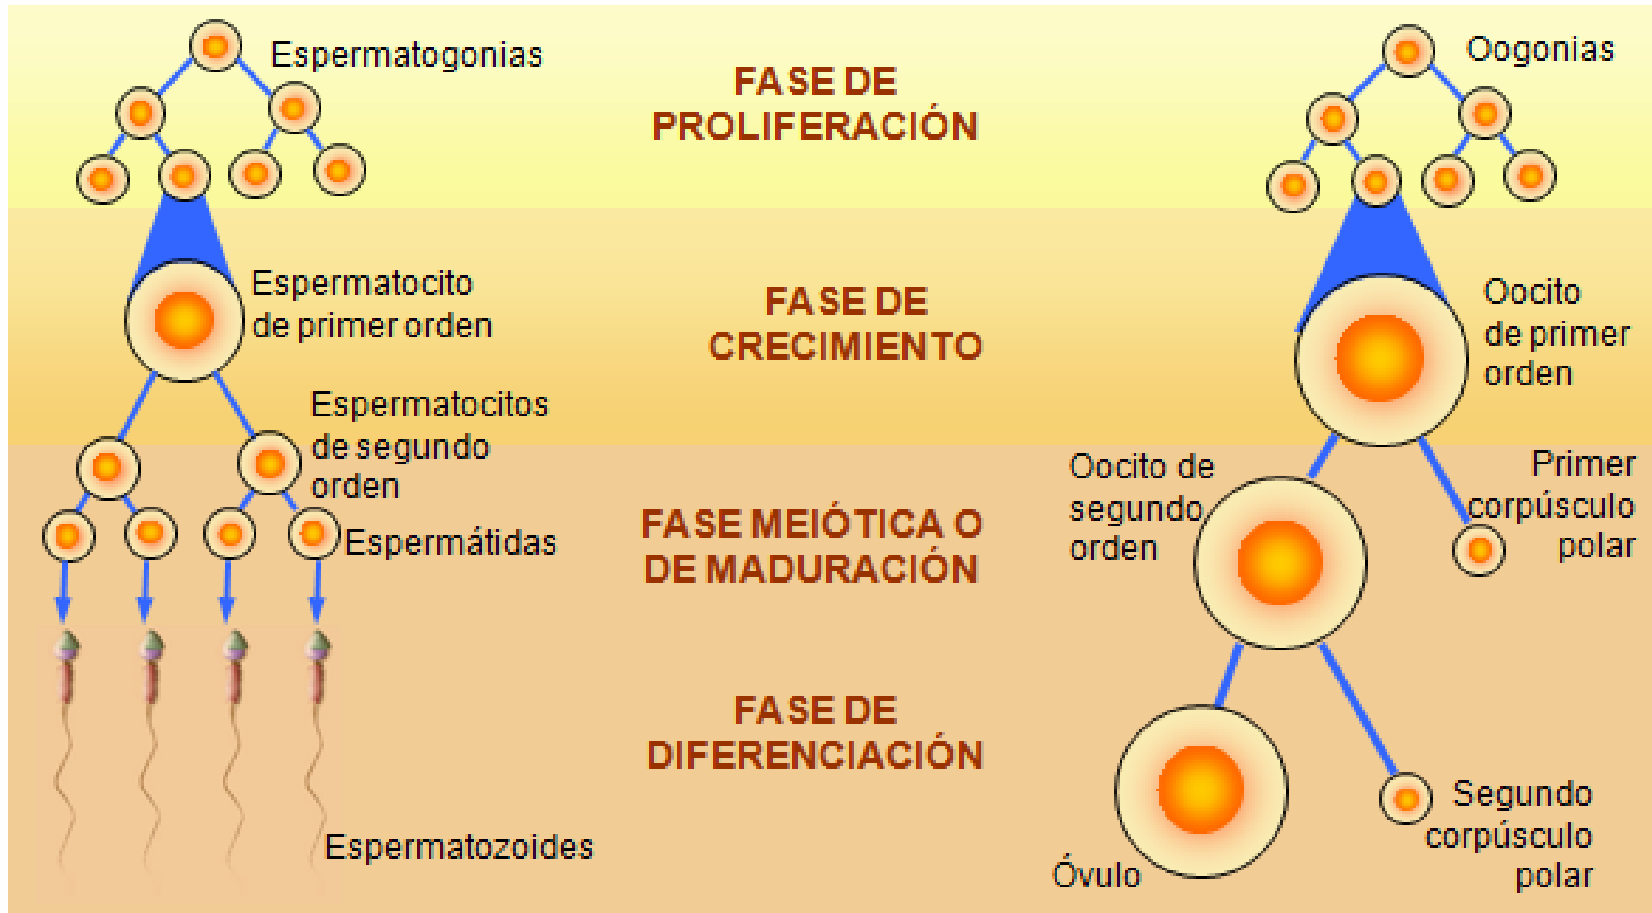 Espermatogonias
FASE DE
PROLIFERACIÓN
Oogonias
Espermatocito
de primer orden
FASE DE
CRECIMIENTO
Oocito
de primer
orden
Espermatocitos
de segundo
orden
Oocito de
segundo
orden
Primer
corpúsculo
polar
Espermátidas
FASE MEIÓTICA O
DE MADURACIÓN
FASE DE
DIFERENCIACIÓN
Espermatozoides
Óvulo
Segundo
corpúsculo
polar